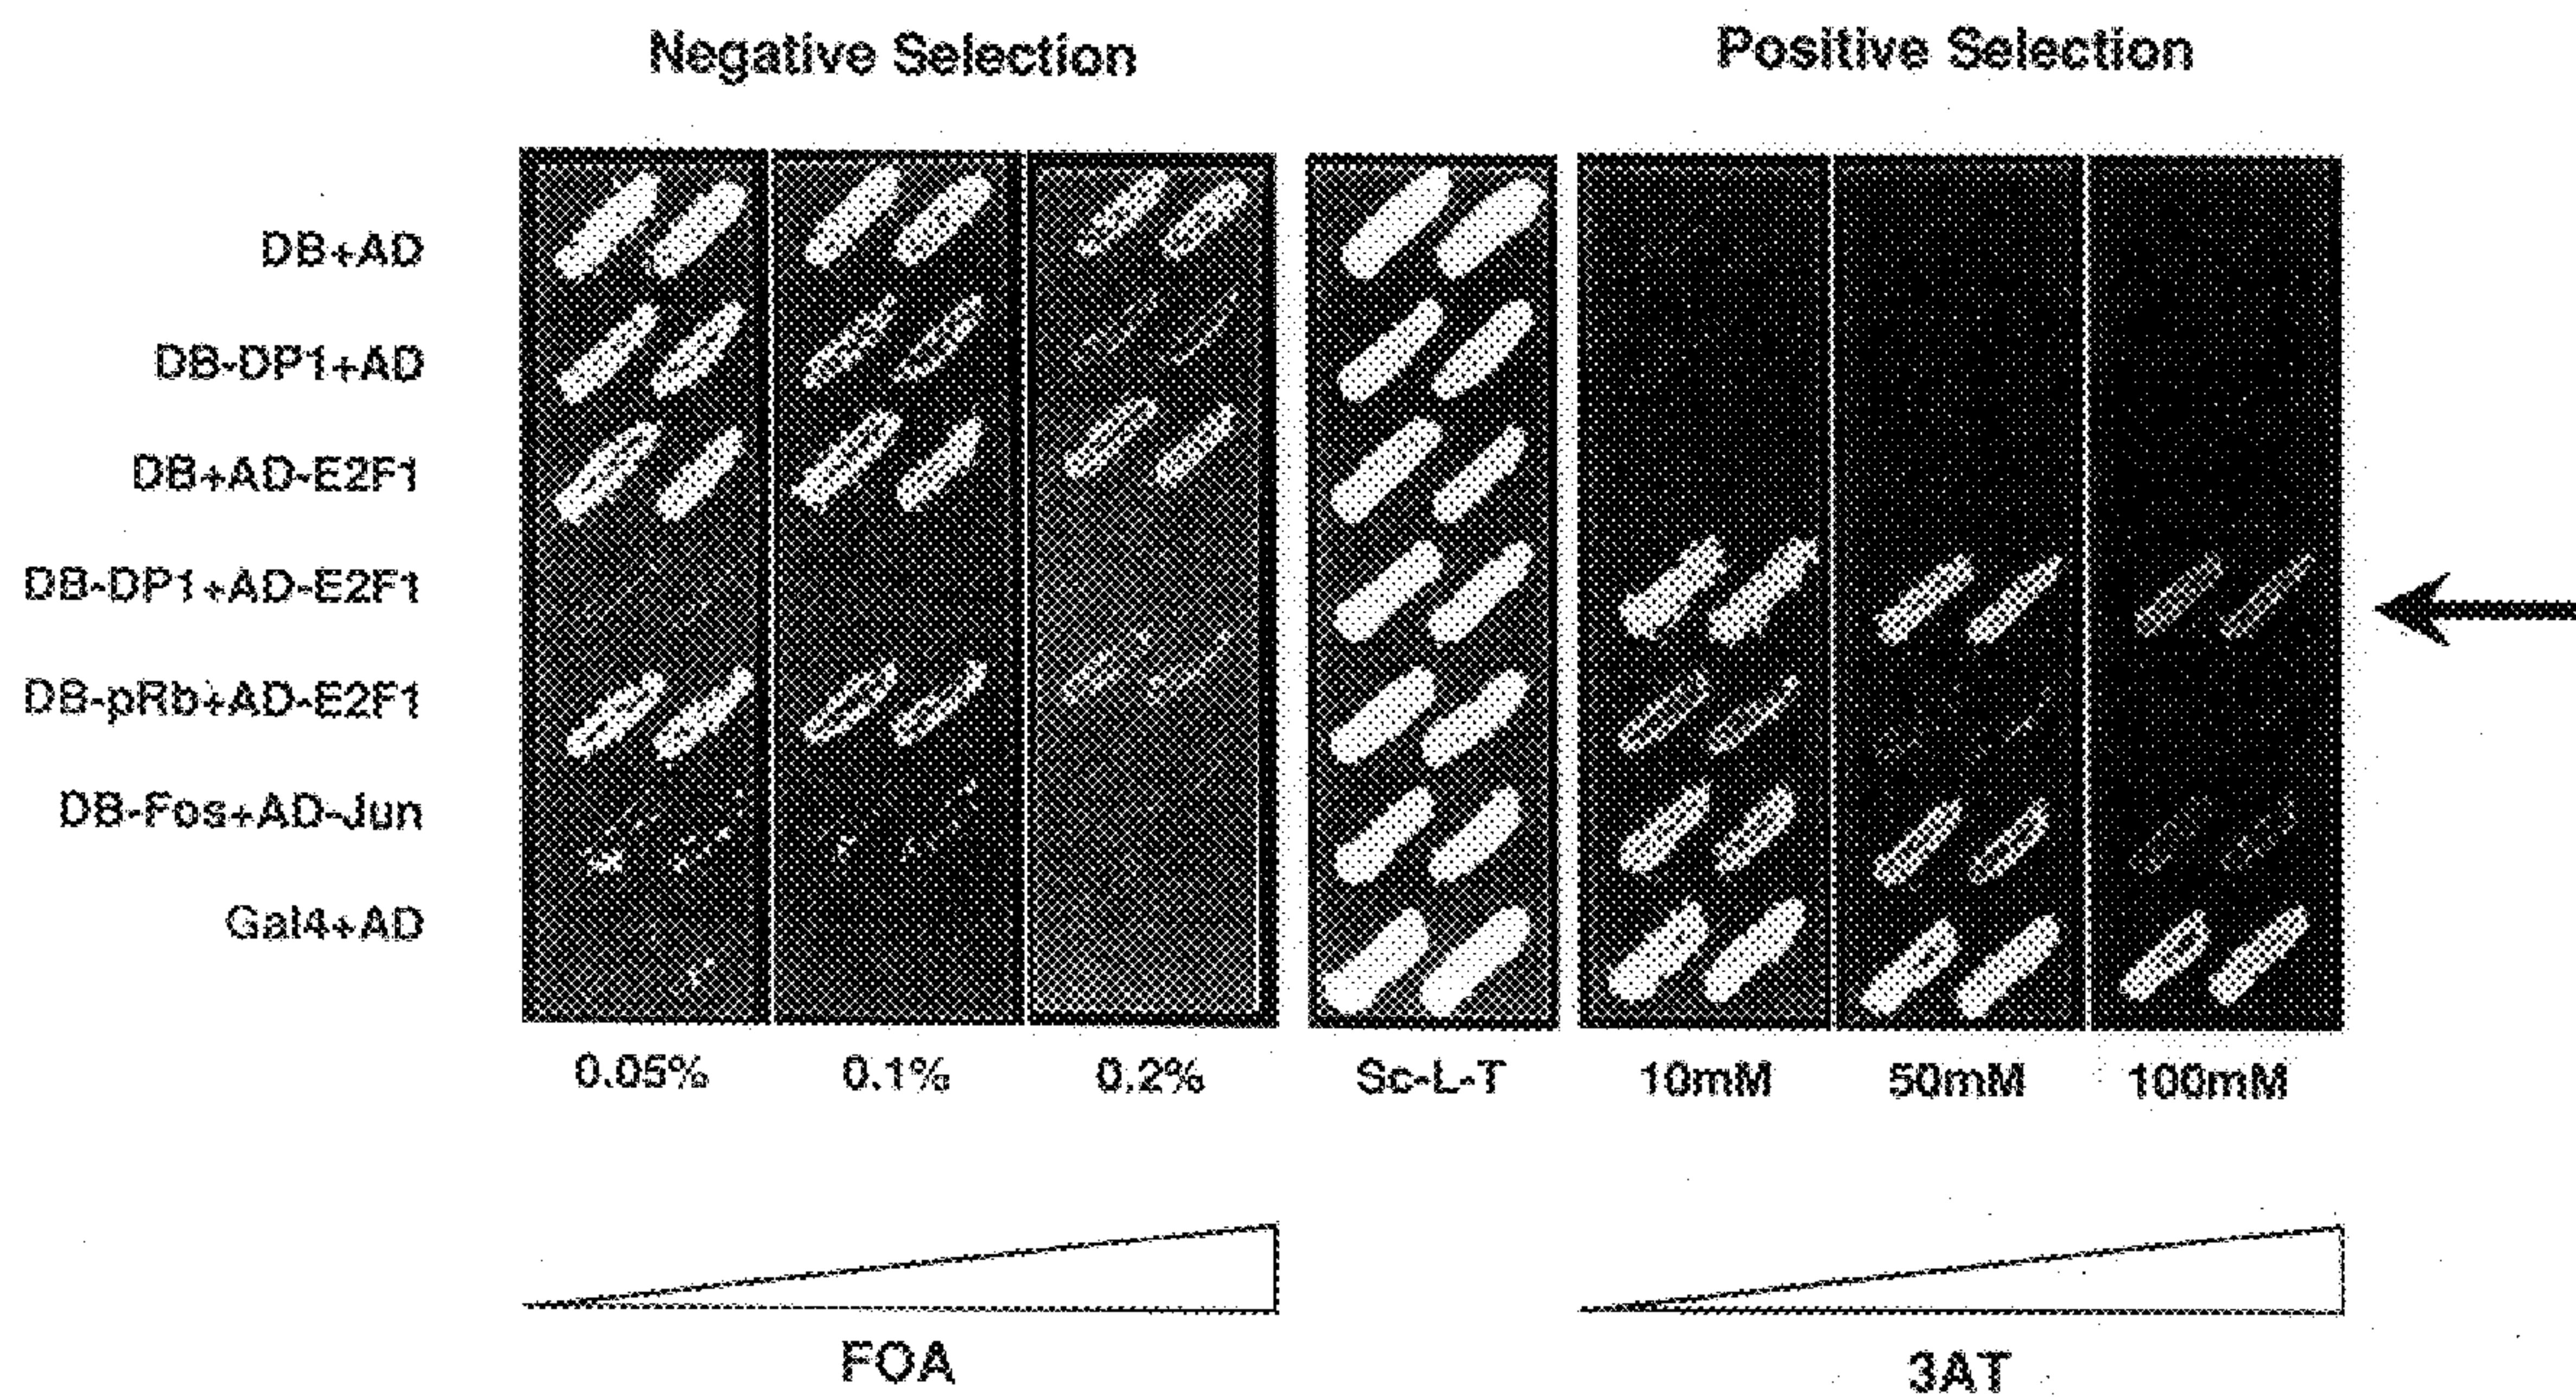 Negative Selection
Positive Selection
DB+AD
DB-DP1+AD
DB+AD-E2F1
DB-DP1+AD-E2F1
DB-pRb+AD-E2F1
DB-Fos+AD-Jun
Gal4+AD
0.05% 0.1% 0.2% Sc-L-T 10mM 50mM 100mM
FOA
3AT